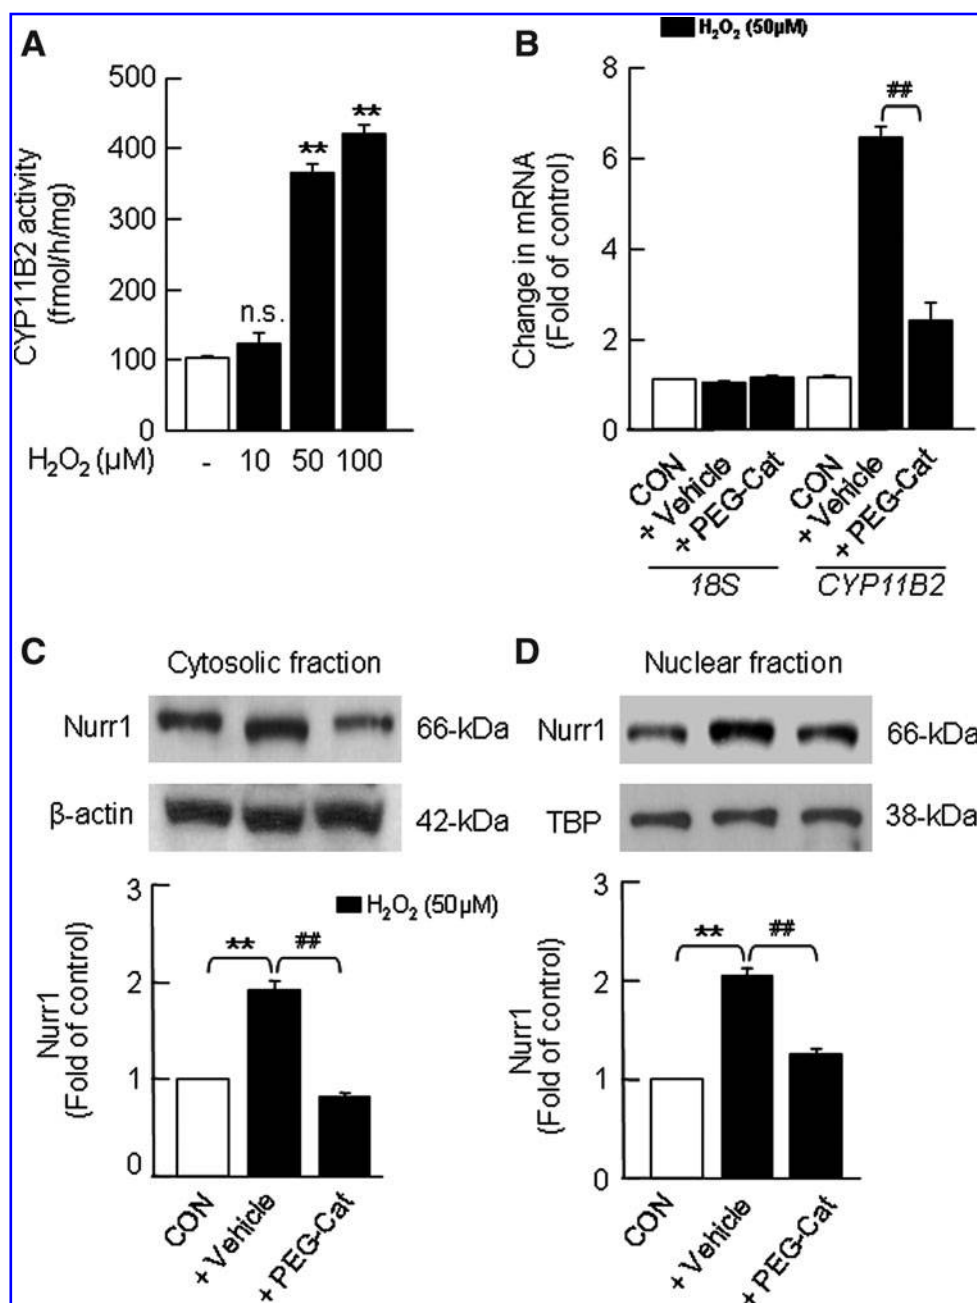 A
CYP11B2 activity
(fmol/h/mg)
500
400
300
200
100
0
n.s.
**
**
H₂O₂ (µM)
- 10 50 100
B
H₂O₂ (50µM)
Change in mRNA
(Fold of control)
8
6
4
2
0
##
CON
+ Vehicle
+ PEG-Cat
CON
+ Vehicle
+ PEG-Cat
18S
CYP11B2
C
Cytosolic fraction
Nurr1
66-kDa
β-actin
42-kDa
Nurr1
(Fold of control)
3
2
1
0
H₂O₂ (50µM)
**
##
CON
+ Vehicle
+ PEG-Cat
D
Nuclear fraction
Nurr1
66-kDa
TBP
38-kDa
Nurr1
(Fold of control)
3
2
1
0
**
##
CON
+ Vehicle
+ PEG-Cat